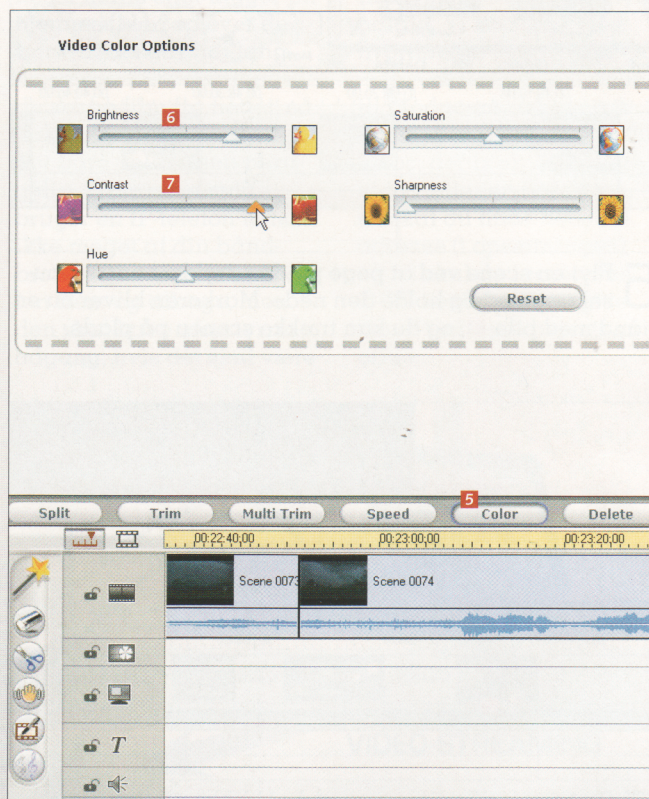 Video Color Options
Brightness 6
Saturation
Contrast 7
Sharpness
Hue
Reset
5
Split Trim Multi Trim Speed Color Delete
00:22:40;00 00:23:00;00 00:23:20;00
Scene 0073 Scene 0074
T